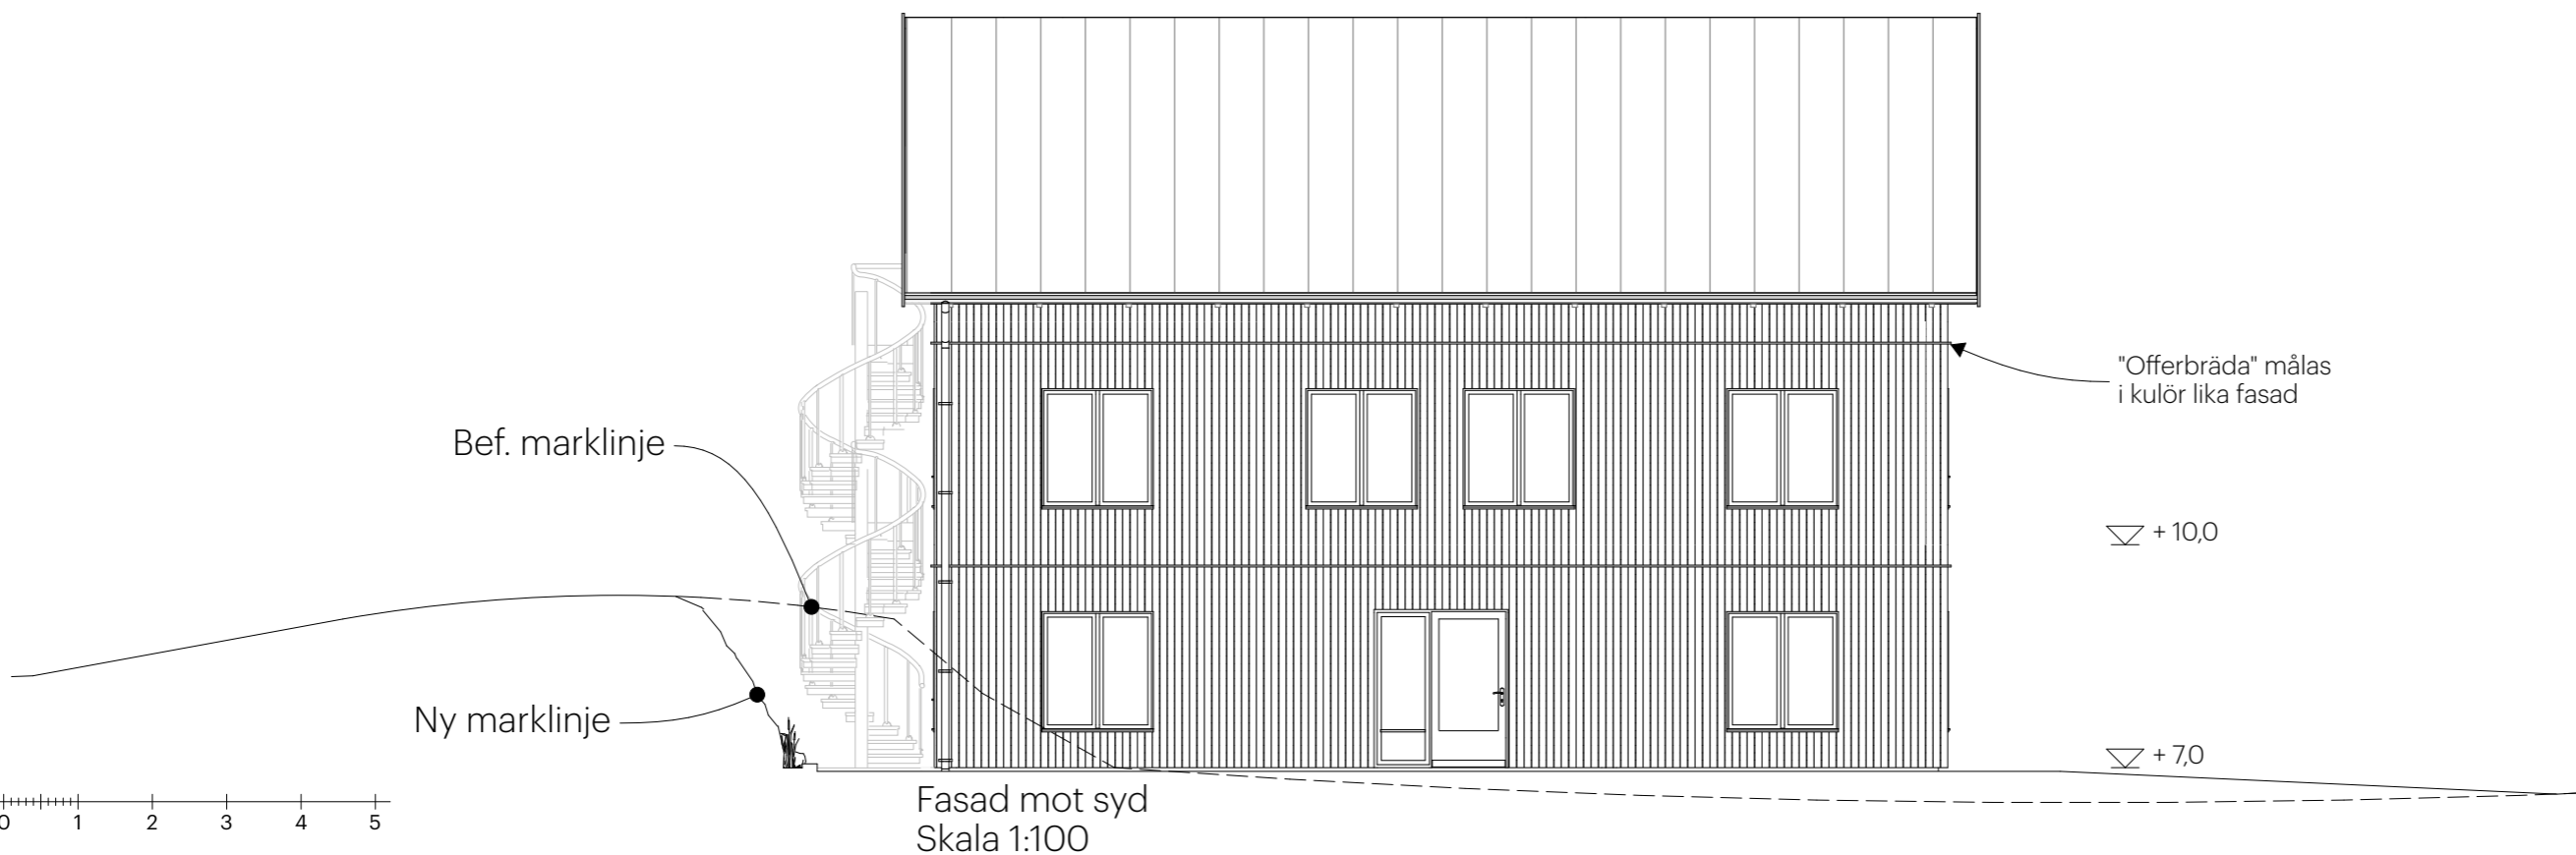 "Offerbräda" målas
i kulör lika fasad
Bef. marklinje
+ 10,0
Ny marklinje
+ 7,0
0 1 2 3 4 5
Fasad mot syd
Skala 1:100